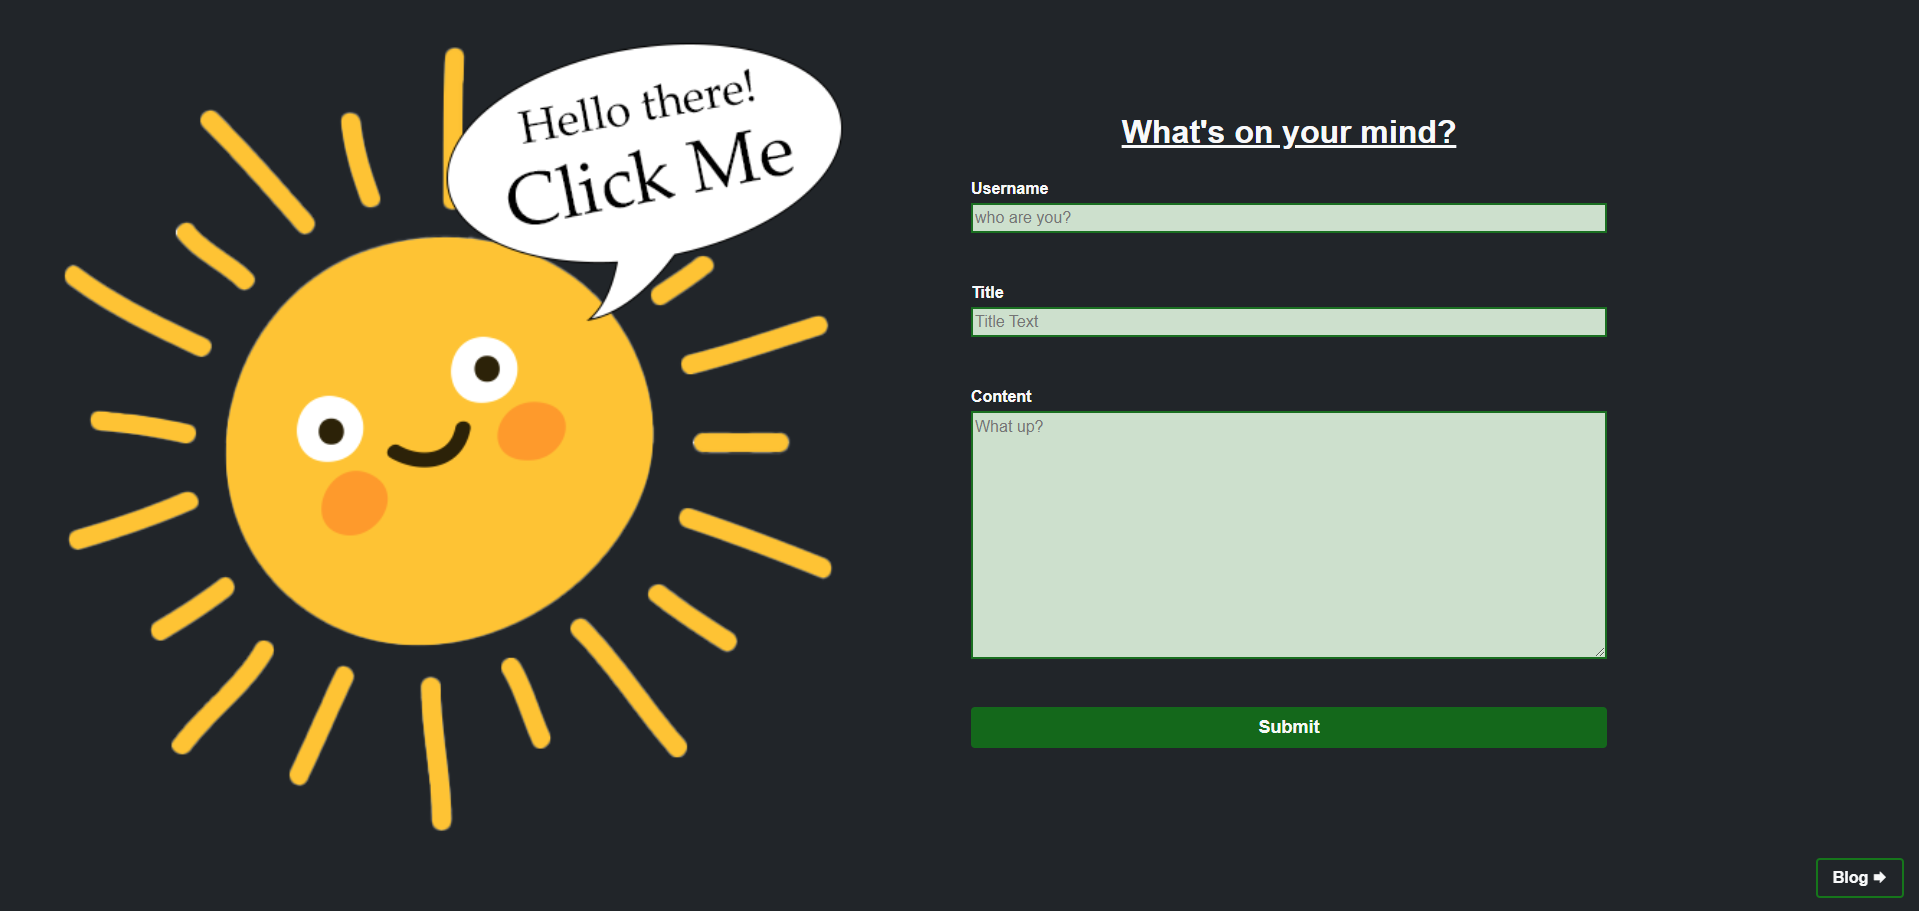 Hello there!
Click Me
What's on your mind?
Username
who are you?
Title
Title Text
Content
What up?
Submit
Blog